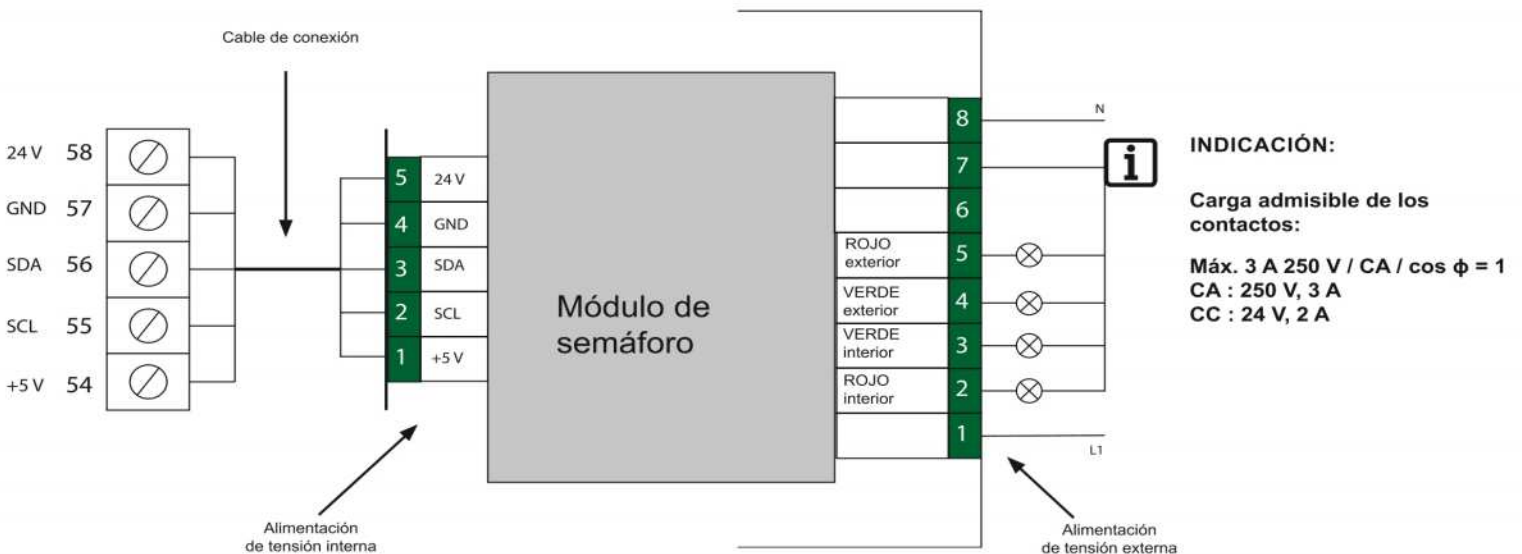 Cable de conexión
24 V 58
GND 57
SDA 56
SCL 55
+5 V 54
5 24 V
4 GND
3 SDA
2 SCL
1 +5 V
Alimentación
de tensión interna
Módulo de
semáforo
8
7
6
ROJO
exterior
5
VERDE
exterior
4
VERDE
interior
3
ROJO
interior
2
1
N
L1
Alimentación
de tensión externa
i
INDICACIÓN:
Carga admisible de los
contactos:
Máx. 3 A 250 V / CA / cos ϕ = 1
CA : 250 V, 3 A
CC : 24 V, 2 A